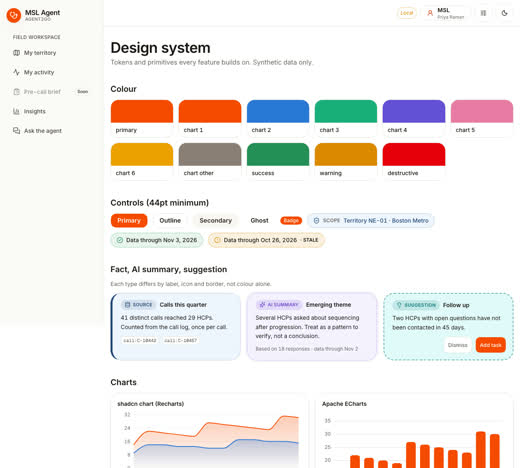 MSL Agent
AGENT2GO
Local
MSL
Priya Raman
FIELD WORKSPACE
My territory
My activity
Pre-call brief
Soon
Insights
Ask the agent
Design system
Tokens and primitives every feature builds on. Synthetic data only.
Colour
primary
chart 1
chart 2
chart 3
chart 4
chart 5
chart 6
chart other
success
warning
destructive
Controls (44pt minimum)
Primary
Outline
Secondary
Ghost
Badge
SCOPE Territory NE-01 · Boston Metro
Data through Nov 3, 2026
Data through Oct 26, 2026 · STALE
Fact, AI summary, suggestion
Each type differs by label, icon and border, not colour alone.
SOURCE Calls this quarter
41 distinct calls reached 29 HCPs.
Counted from the call log, once per call.
call:C-10442 call:C-10457
AI SUMMARY Emerging theme
Several HCPs asked about sequencing
after progression. Treat as a pattern to
verify, not a conclusion.
Based on 18 responses · data through Nov 2
SUGGESTION Follow up
Two HCPs with open questions have not
been contacted in 45 days.
Dismiss
Add task
Charts
shadcn chart (Recharts)
32
24
18
8
Apache ECharts
35
30
25
20